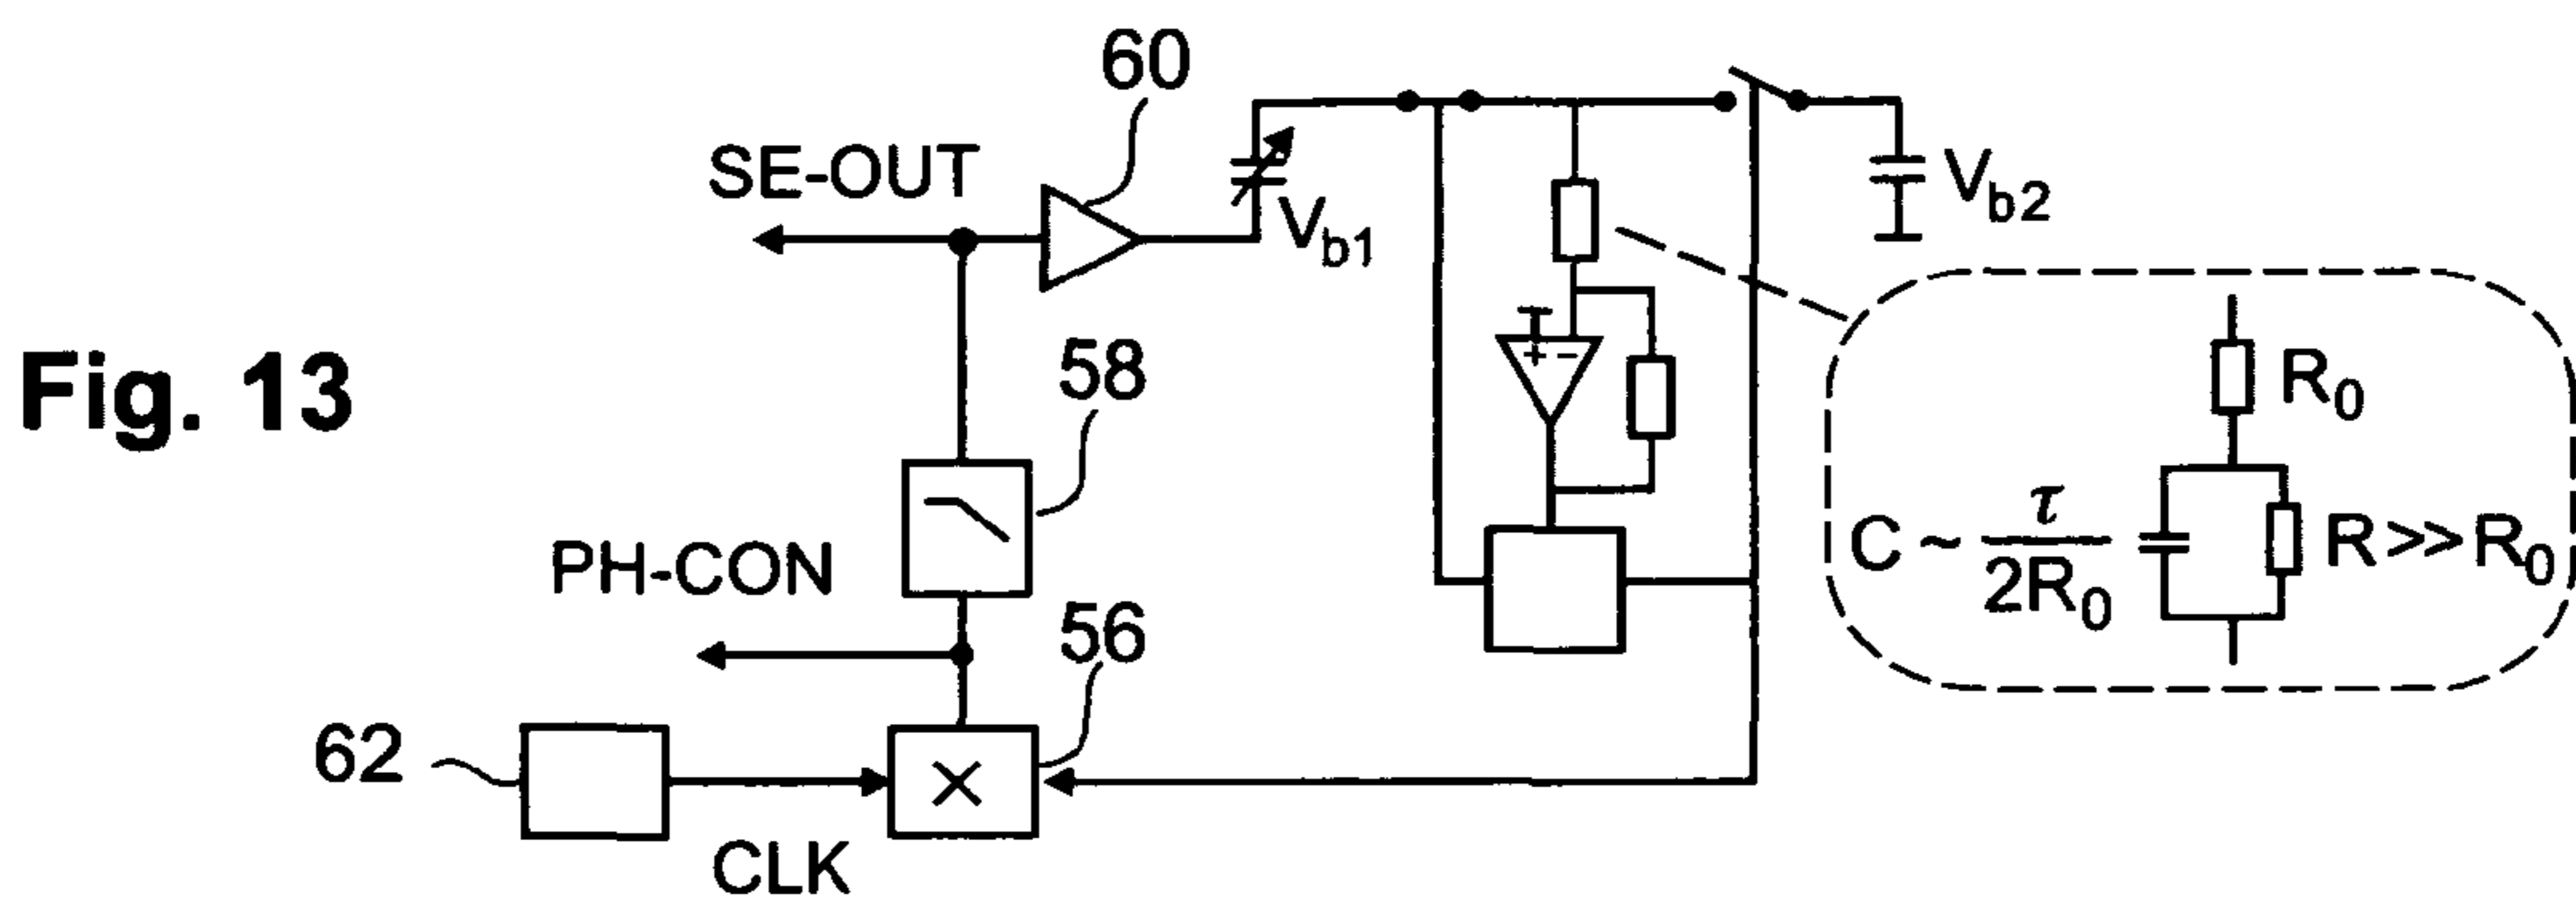 60
SE-OUT
V_b1
V_b2
Fig. 13
58
+ −
R_0
C ~ τ/2R_0
R >> R_0
PH-CON
56
62
×
CLK